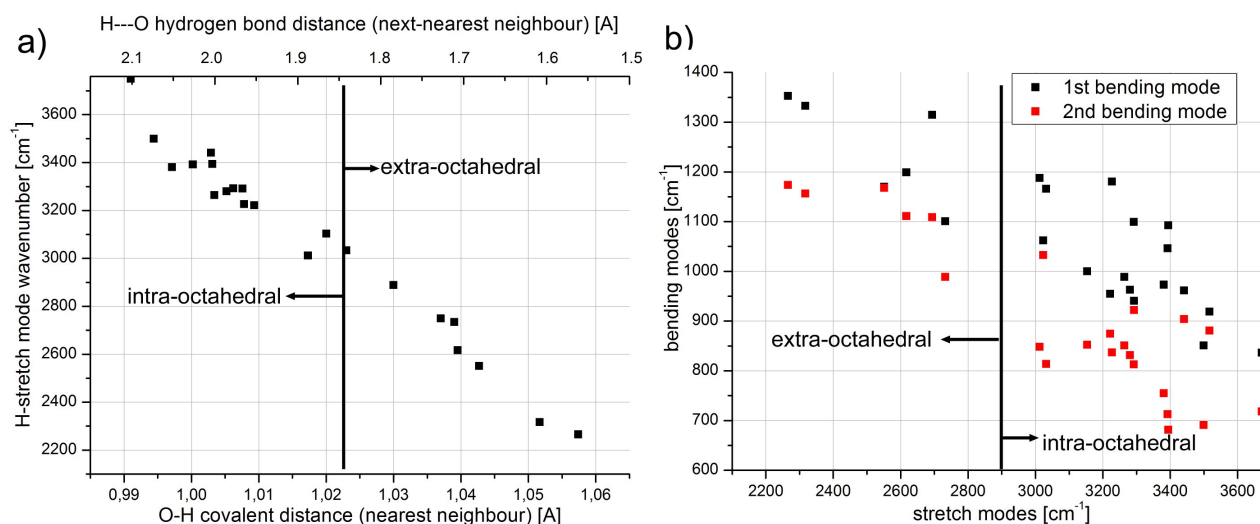 a)
H---O hydrogen bond distance (next-nearest neighbour) [A]
2.1 2.0 1.9 1.8 1.7 1.6 1.5
H-stretch mode wavenumber [cm⁻¹]
3600
3400
3200
3000
2800
2600
2400
2200
extra-octahedral
intra-octahedral
0,99 1,00 1,01 1,02 1,03 1,04 1,05 1,06
O-H covalent distance (nearest neighbour) [A]
b)
bending modes [cm⁻¹]
1400
1300
1200
1100
1000
900
800
700
600
1st bending mode
2nd bending mode
extra-octahedral
intra-octahedral
2200 2400 2600 2800 3000 3200 3400 3600
stretch modes [cm⁻¹]